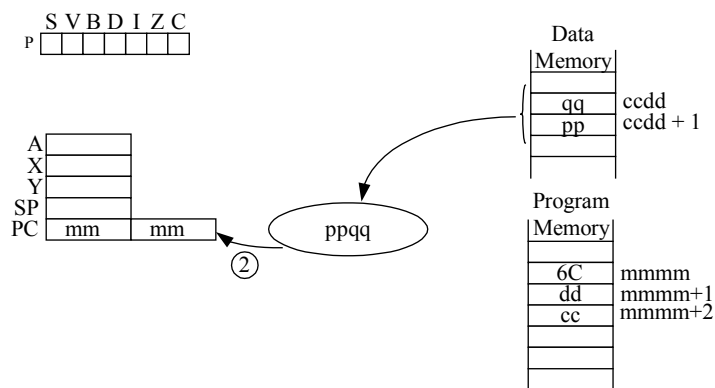 S V B D I Z C
P
Data
Memory
qq ccdd
pp ccdd + 1
A
X
Y
SP
PC mm mm
ppqq
2
Program
Memory
6C mmmm
dd mmmm+1
cc mmmm+2